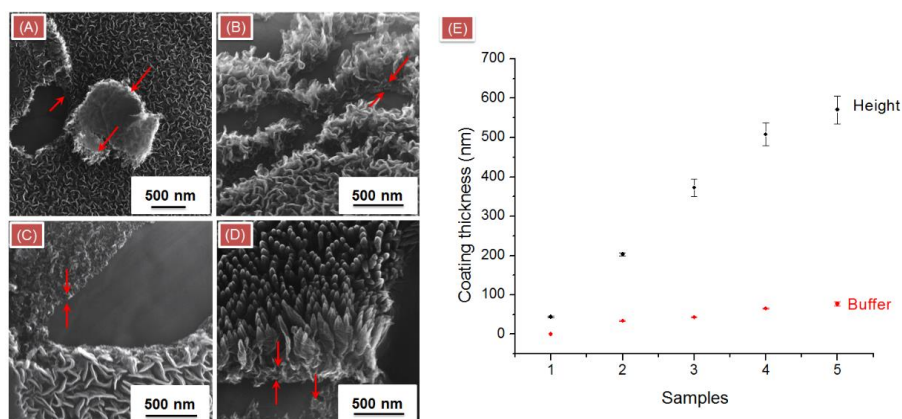 (A)
500 nm
(B)
500 nm
(C)
500 nm
(D)
500 nm
(E)
Coating thickness (nm)
700
600
500
400
300
200
100
0
Height
Buffer
1 2 3 4 5
Samples